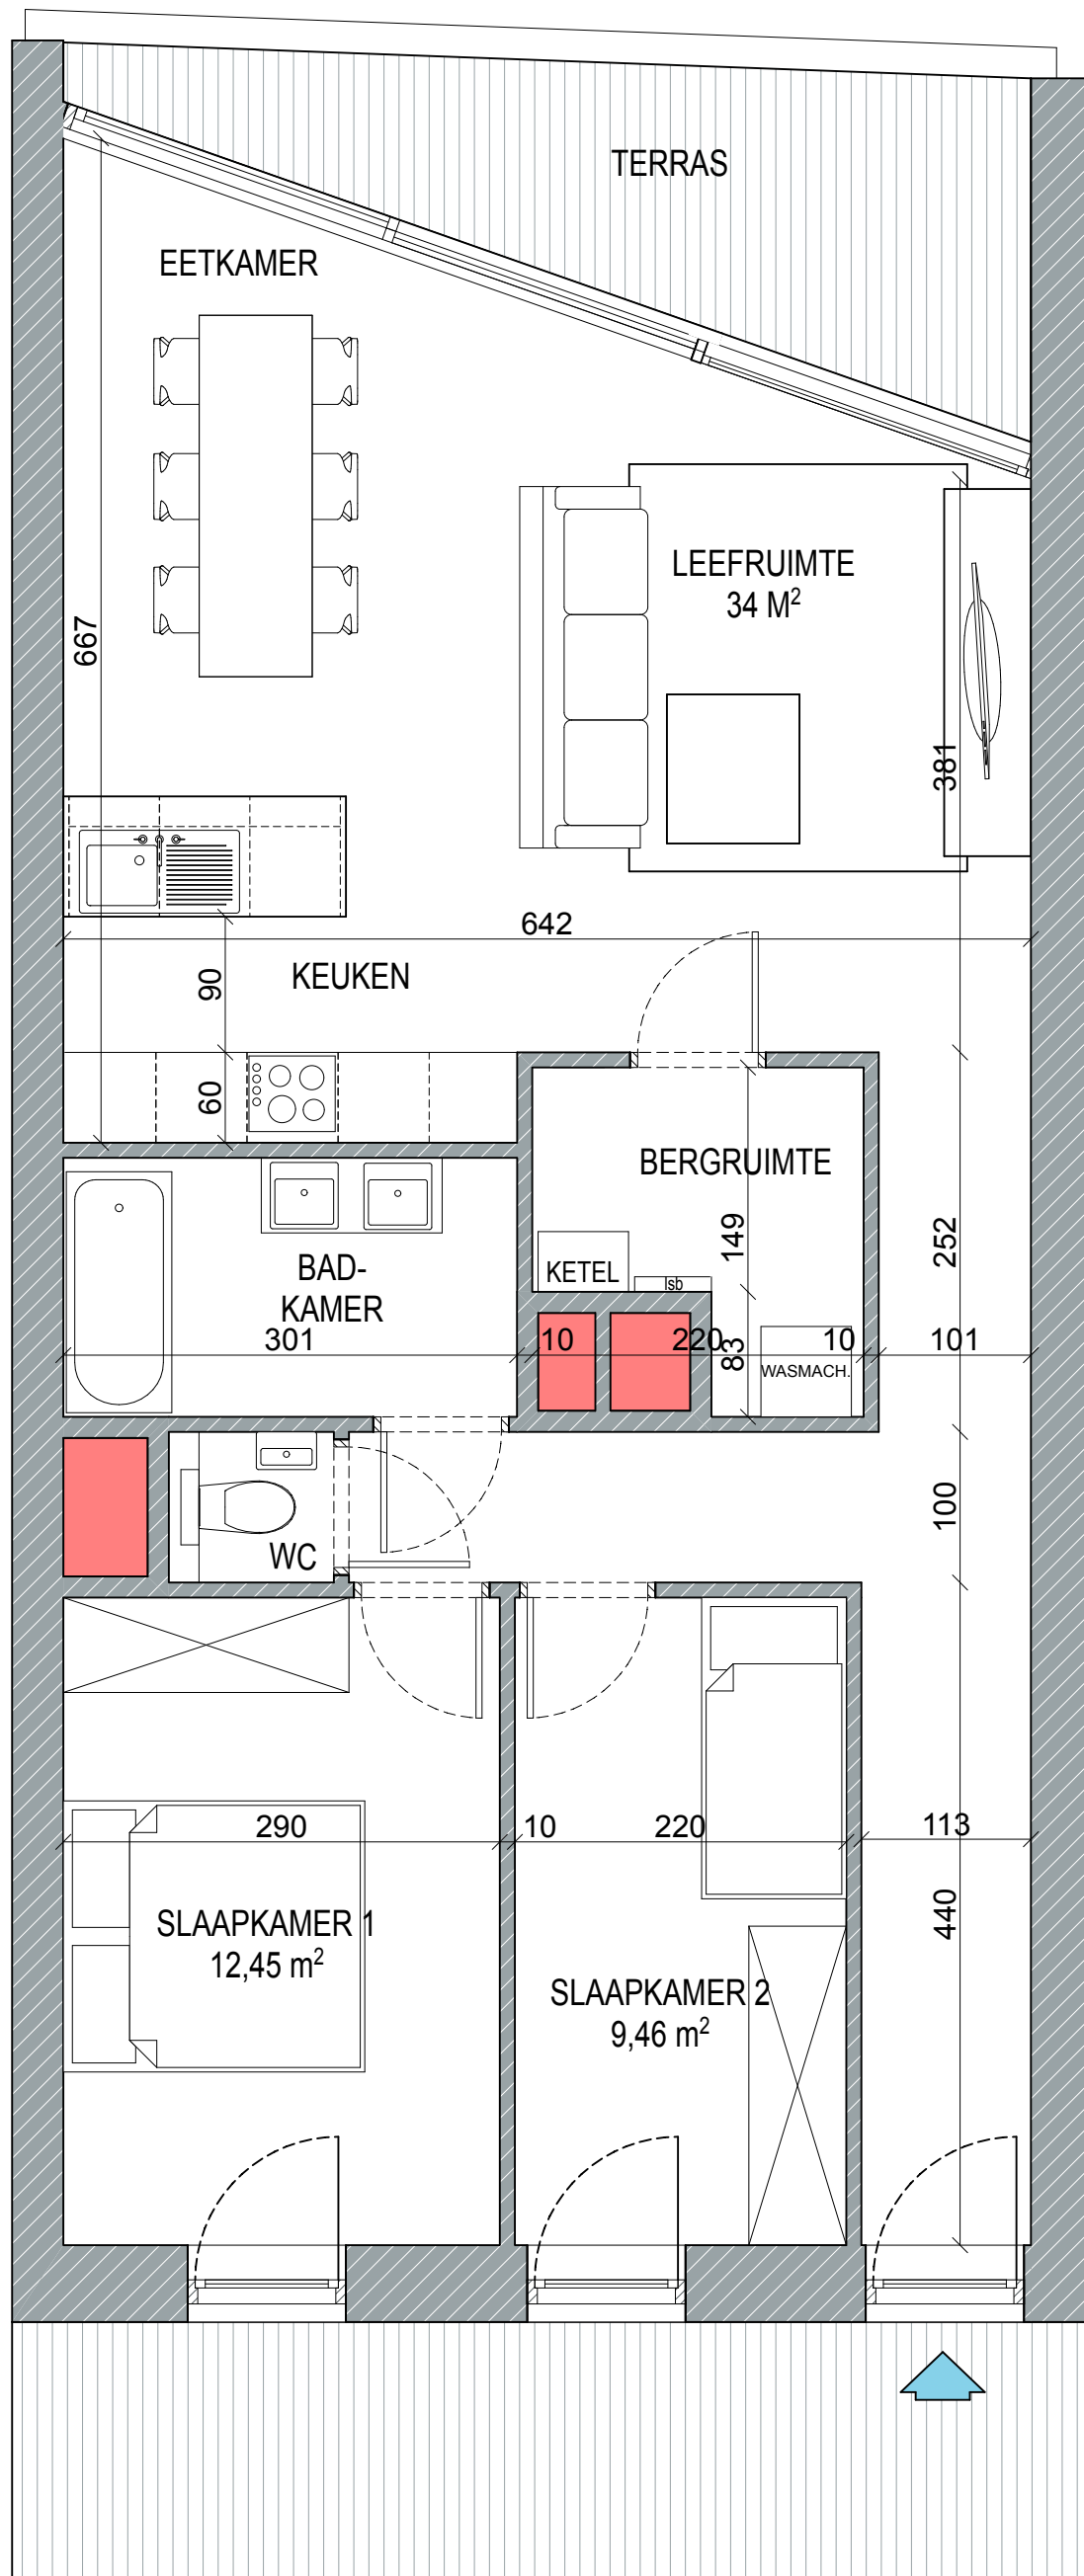 TERRAS
EETKAMER
LEEFRUIMTE
34 M²
667
381
642
90
KEUKEN
60
BERGRUIMTE
149
252
KETEL
lsb
BAD-
KAMER
301
10
220
83
10
101
WASMACH.
100
WC
290
10
220
113
SLAAPKAMER 1
12,45 m²
440
SLAAPKAMER 2
9,46 m²